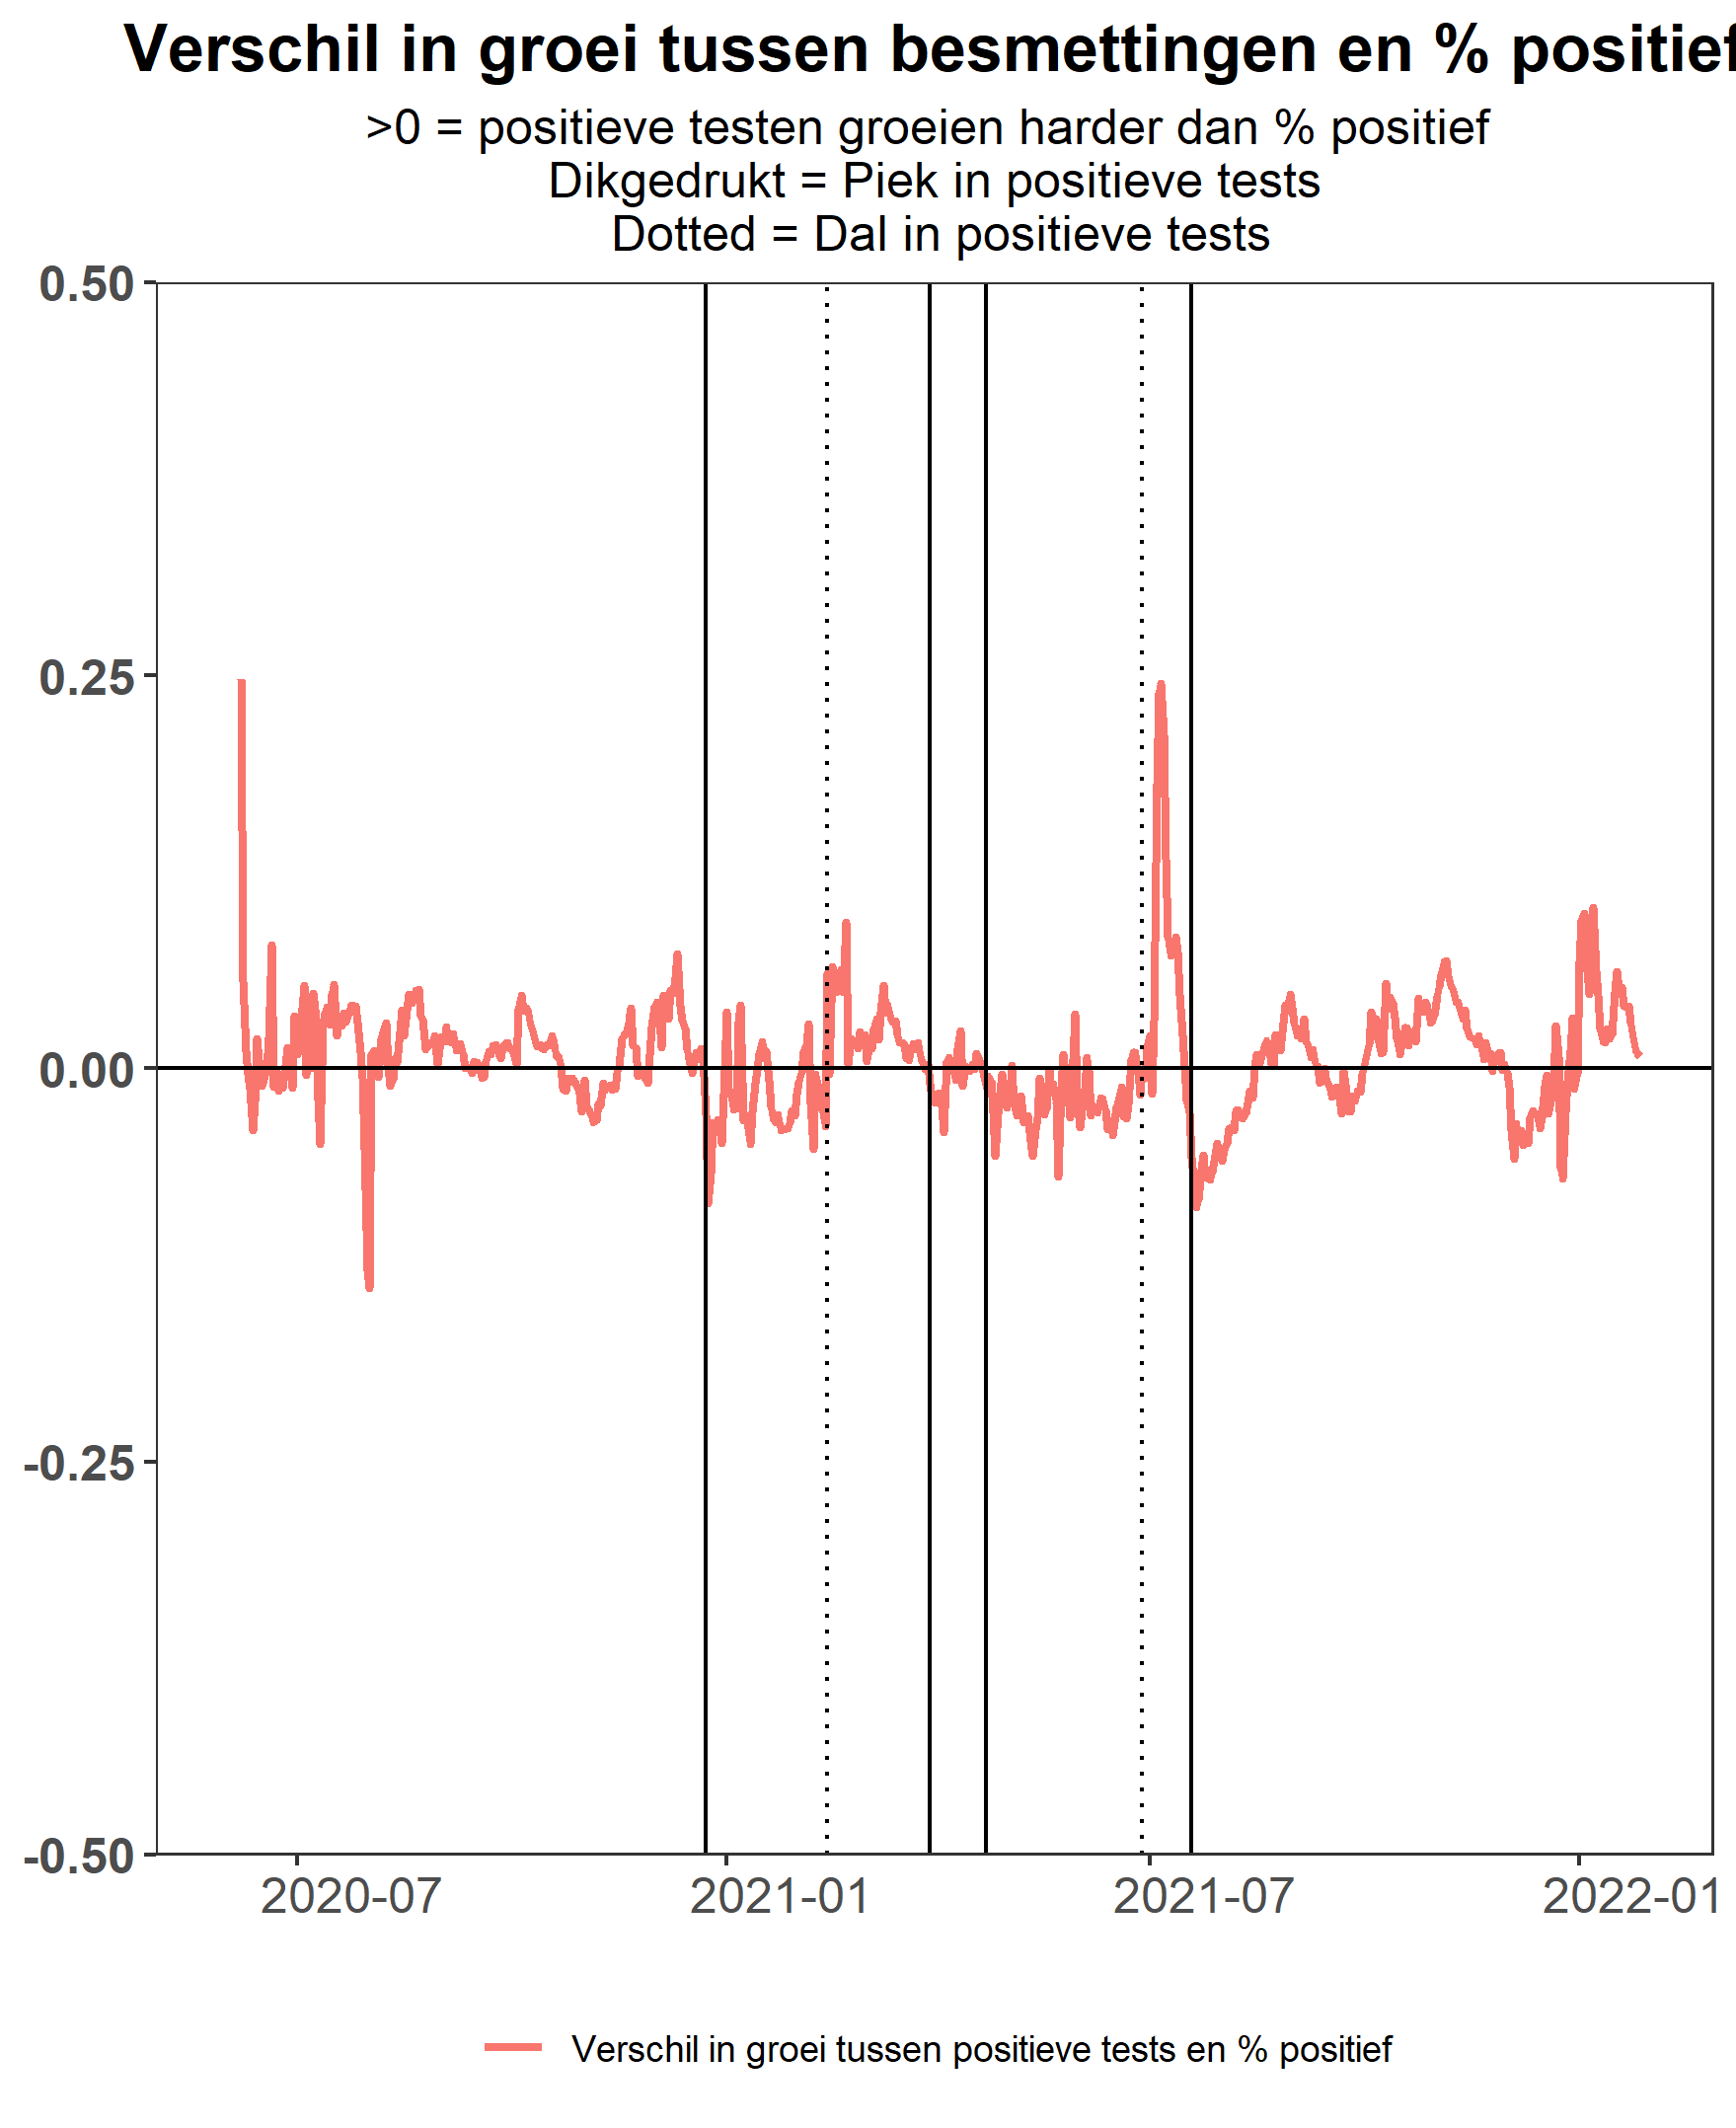 Verschil in groei tussen besmettingen en % positief
>0 = positieve testen groeien harder dan % positief
Dikgedrukt = Piek in positieve tests
Dotted = Dal in positieve tests
0.50
0.25
0.00
-0.25
-0.50
2020-07 2021-01 2021-07 2022-01
Verschil in groei tussen positieve tests en % positief